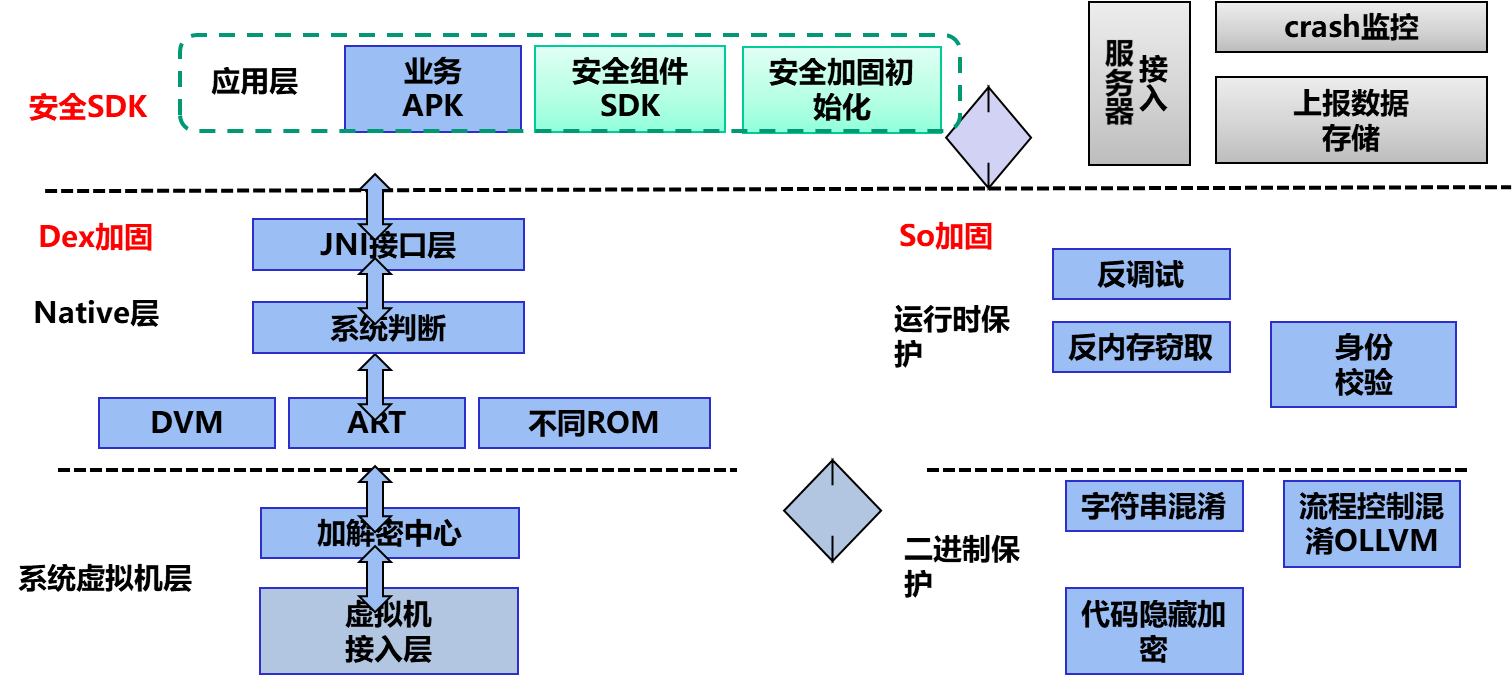 安全SDK
应用层
业务
APK
安全组件
SDK
安全加固初
始化
服务器
接入
crash监控
上报数据
存储
Dex加固
JNI接口层
Native层
系统判断
DVM
ART
不同ROM
So加固
反调试
运行时保
护
反内存窃取
身份
校验
加解密中心
系统虚拟机层
虚拟机
接入层
字符串混淆
流程控制混
淆OLLVM
二进制保
护
代码隐藏加
密